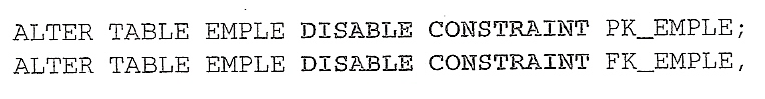 ALTER TABLE EMPLE DISABLE CONSTRAINT PK_EMPLE;
ALTER TABLE EMPLE DISABLE CONSTRAINT FK_EMPLE,